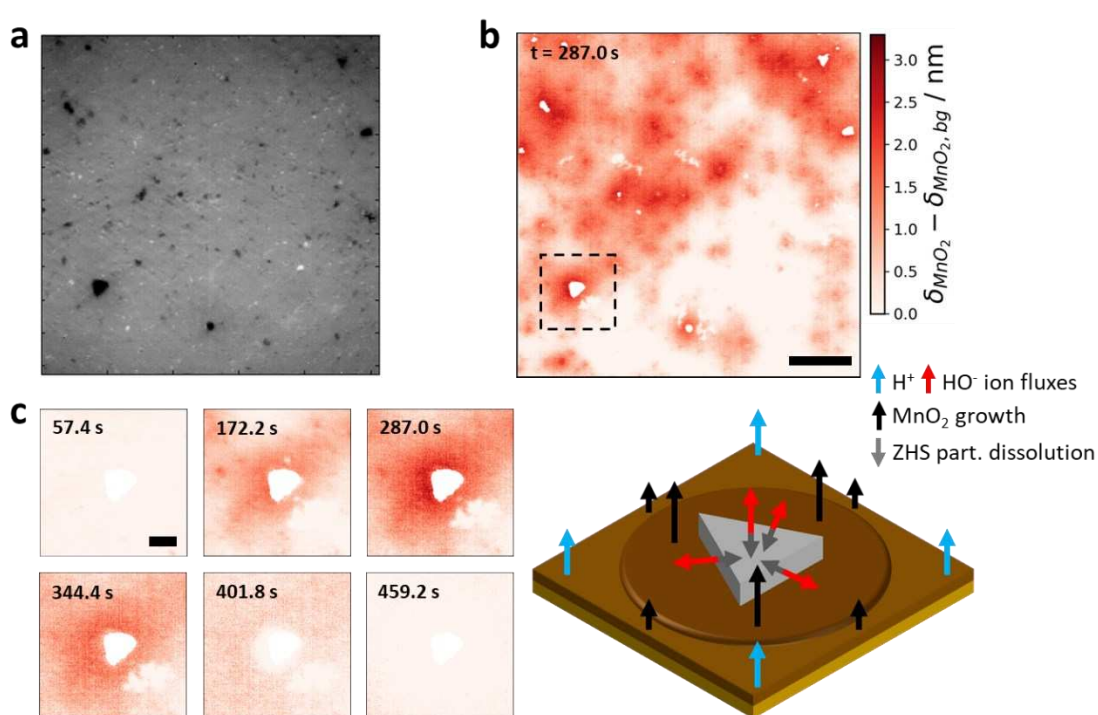 a
b
t = 287.0 s
3.0
2.5
2.0
1.5
1.0
0.5
0.0
δMnO₂ − δMnO₂,bg / nm
H⁺ HO⁻ ion fluxes
MnO₂ growth
ZHS part. dissolution
c
57.4 s
172.2 s
287.0 s
344.4 s
401.8 s
459.2 s